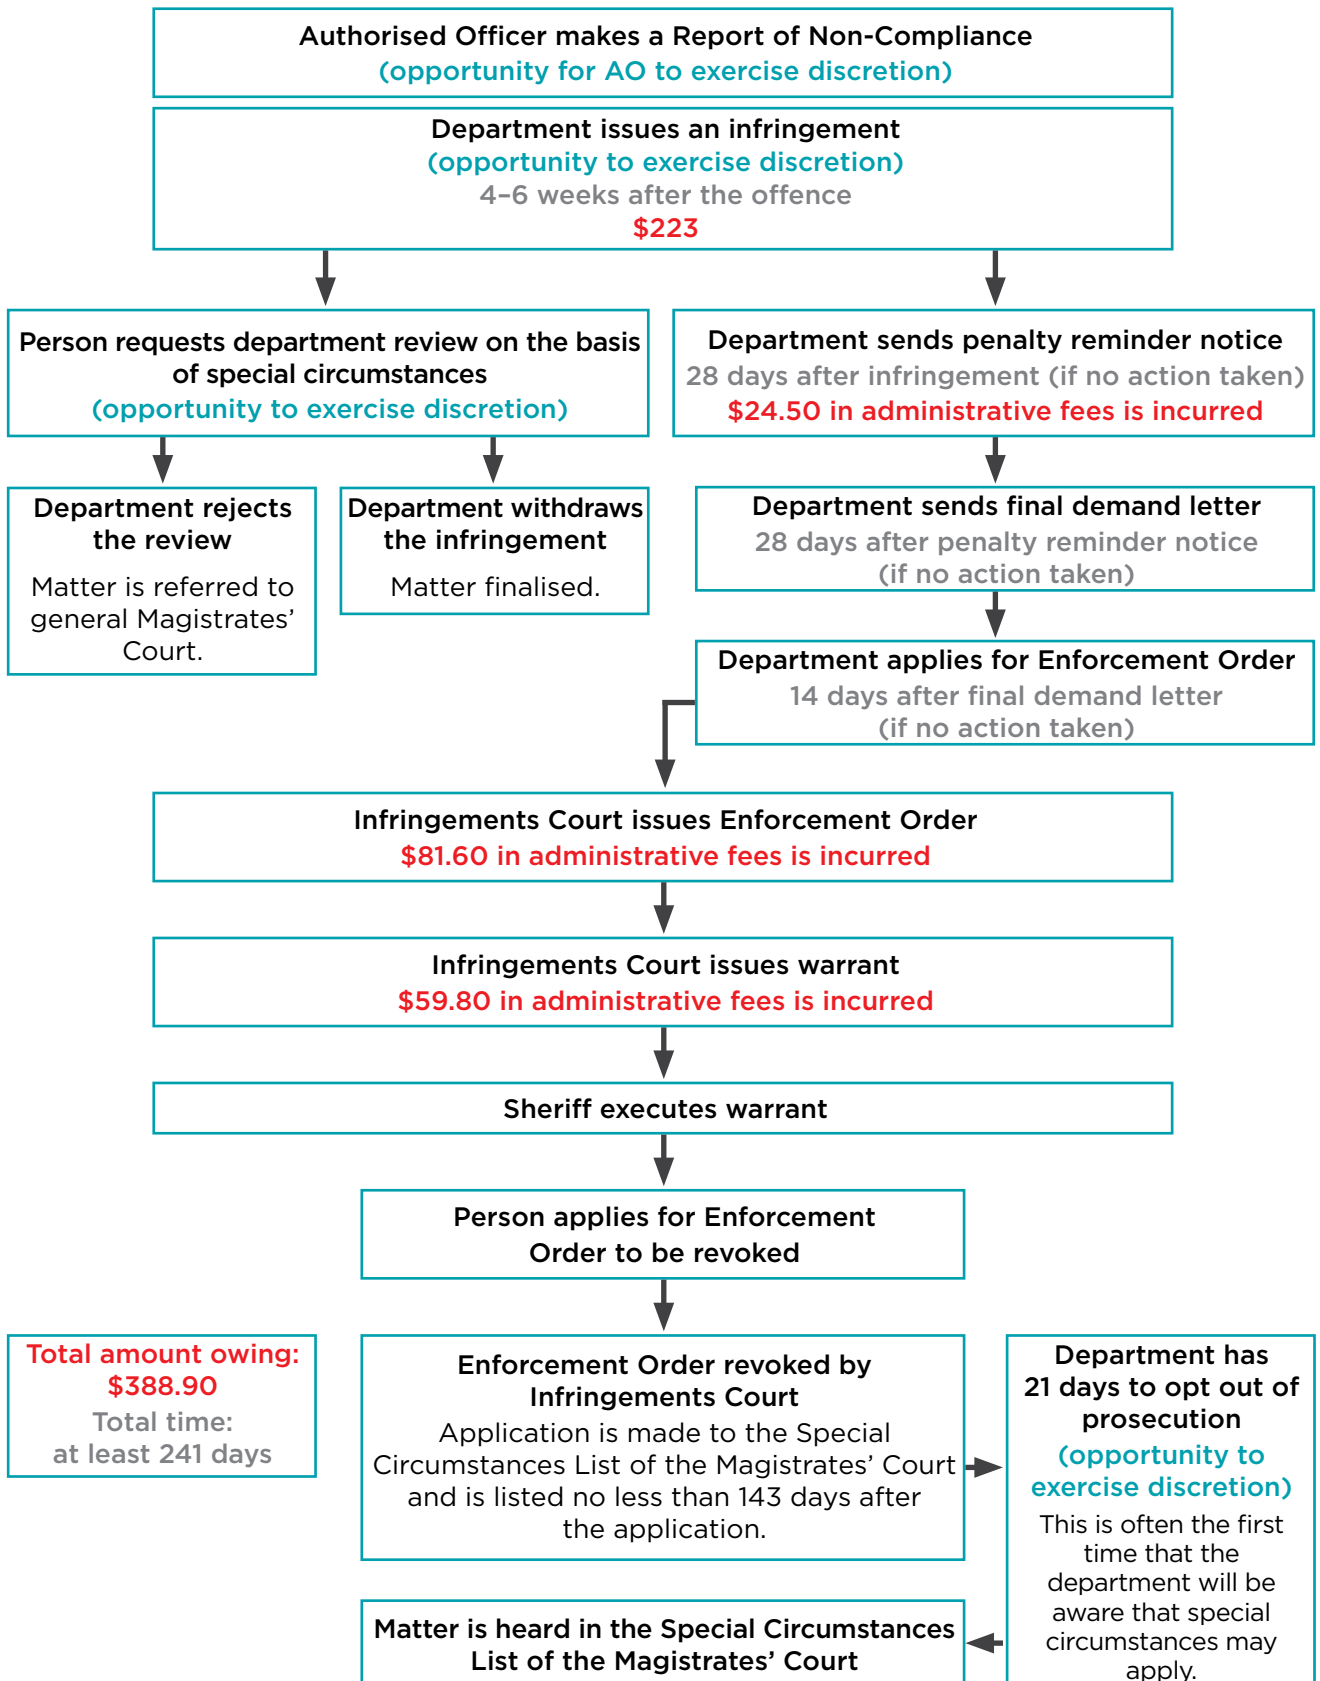 Authorised Officer makes a Report of Non-Compliance
(opportunity for AO to exercise discretion)
Department issues an infringement
(opportunity to exercise discretion)
4–6 weeks after the offence
$223
Person requests department review on the basis
of special circumstances
(opportunity to exercise discretion)
Department sends penalty reminder notice
28 days after infringement (if no action taken)
$24.50 in administrative fees is incurred
Department rejects
the review
Matter is referred to
general Magistrates’
Court.
Department withdraws
the infringement
Matter finalised.
Department sends final demand letter
28 days after penalty reminder notice
(if no action taken)
Department applies for Enforcement Order
14 days after final demand letter
(if no action taken)
Infringements Court issues Enforcement Order
$81.60 in administrative fees is incurred
Infringements Court issues warrant
$59.80 in administrative fees is incurred
Sheriff executes warrant
Person applies for Enforcement
Order to be revoked
Total amount owing:
$388.90
Total time:
at least 241 days
Enforcement Order revoked by
Infringements Court
Application is made to the Special
Circumstances List of the Magistrates’ Court
and is listed no less than 143 days after
the application.
Department has
21 days to opt out of
prosecution
(opportunity to
exercise discretion)
This is often the first
time that the
department will be
aware that special
circumstances may
apply.
Matter is heard in the Special Circumstances
List of the Magistrates’ Court